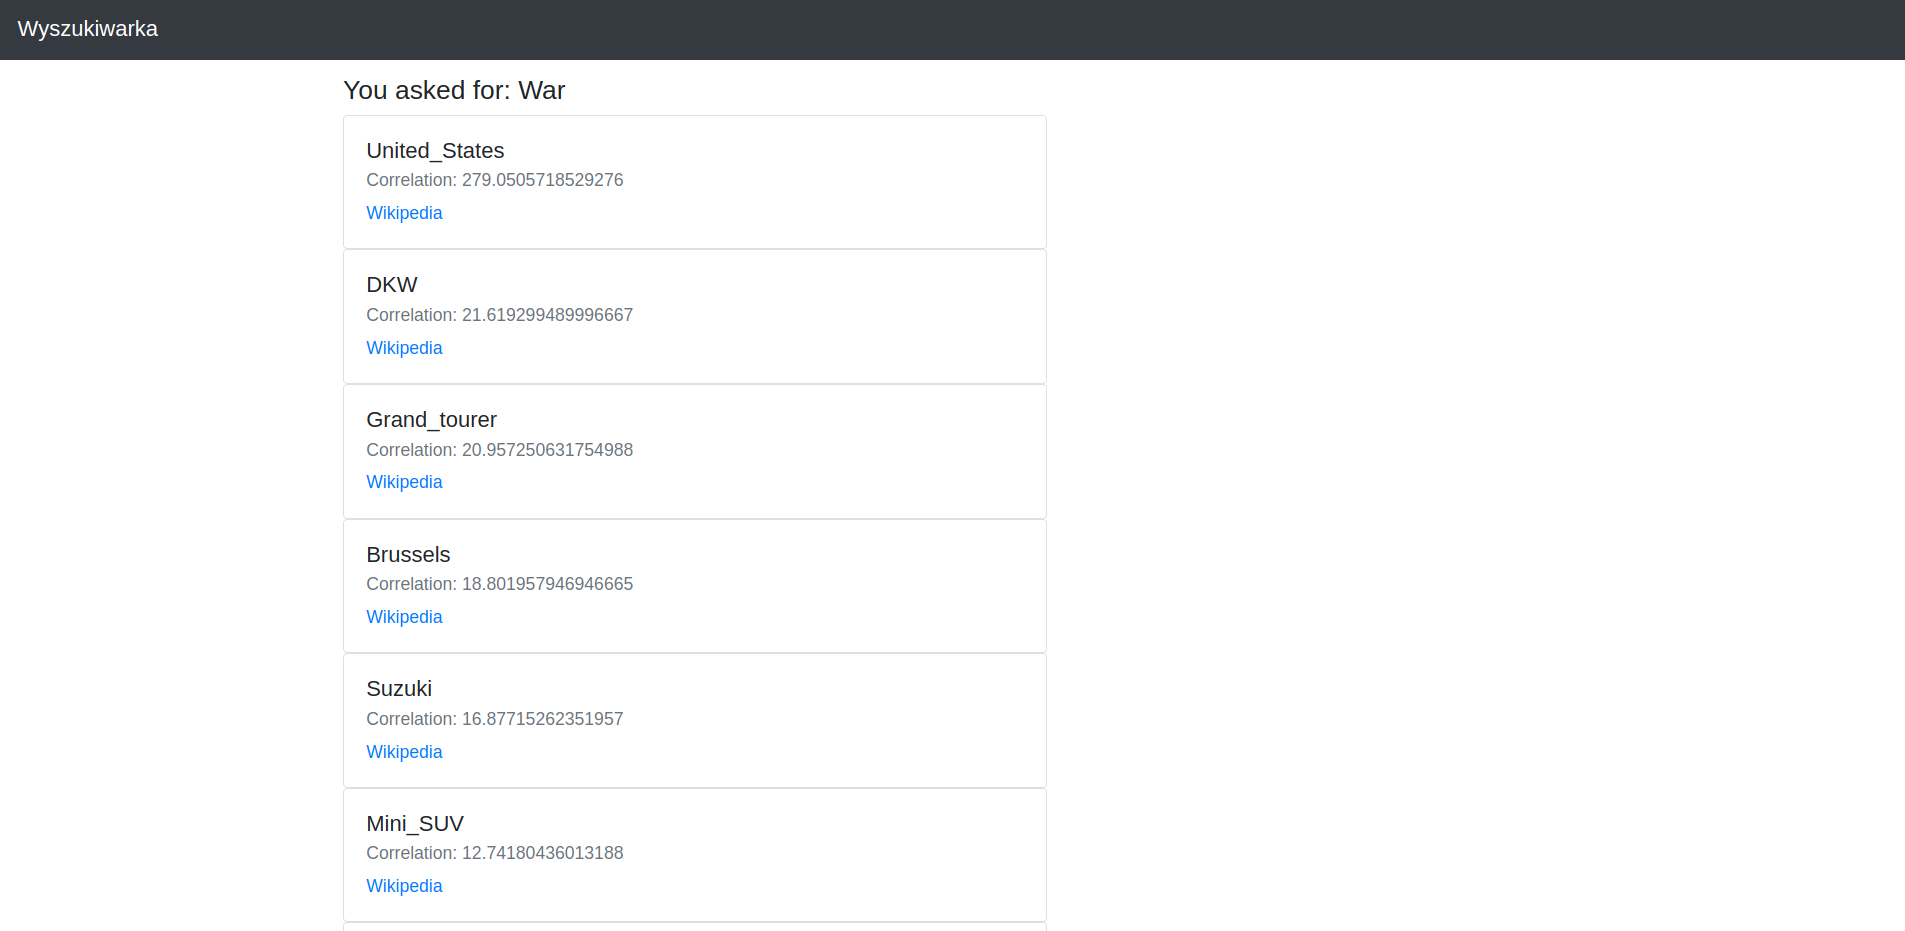 Wyszukiwarka
You asked for: War
United_States
Correlation: 279.0505718529276
Wikipedia
DKW
Correlation: 21.619299489996667
Wikipedia
Grand_tourer
Correlation: 20.957250631754988
Wikipedia
Brussels
Correlation: 18.801957946946665
Wikipedia
Suzuki
Correlation: 16.87715262351957
Wikipedia
Mini_SUV
Correlation: 12.74180436013188
Wikipedia